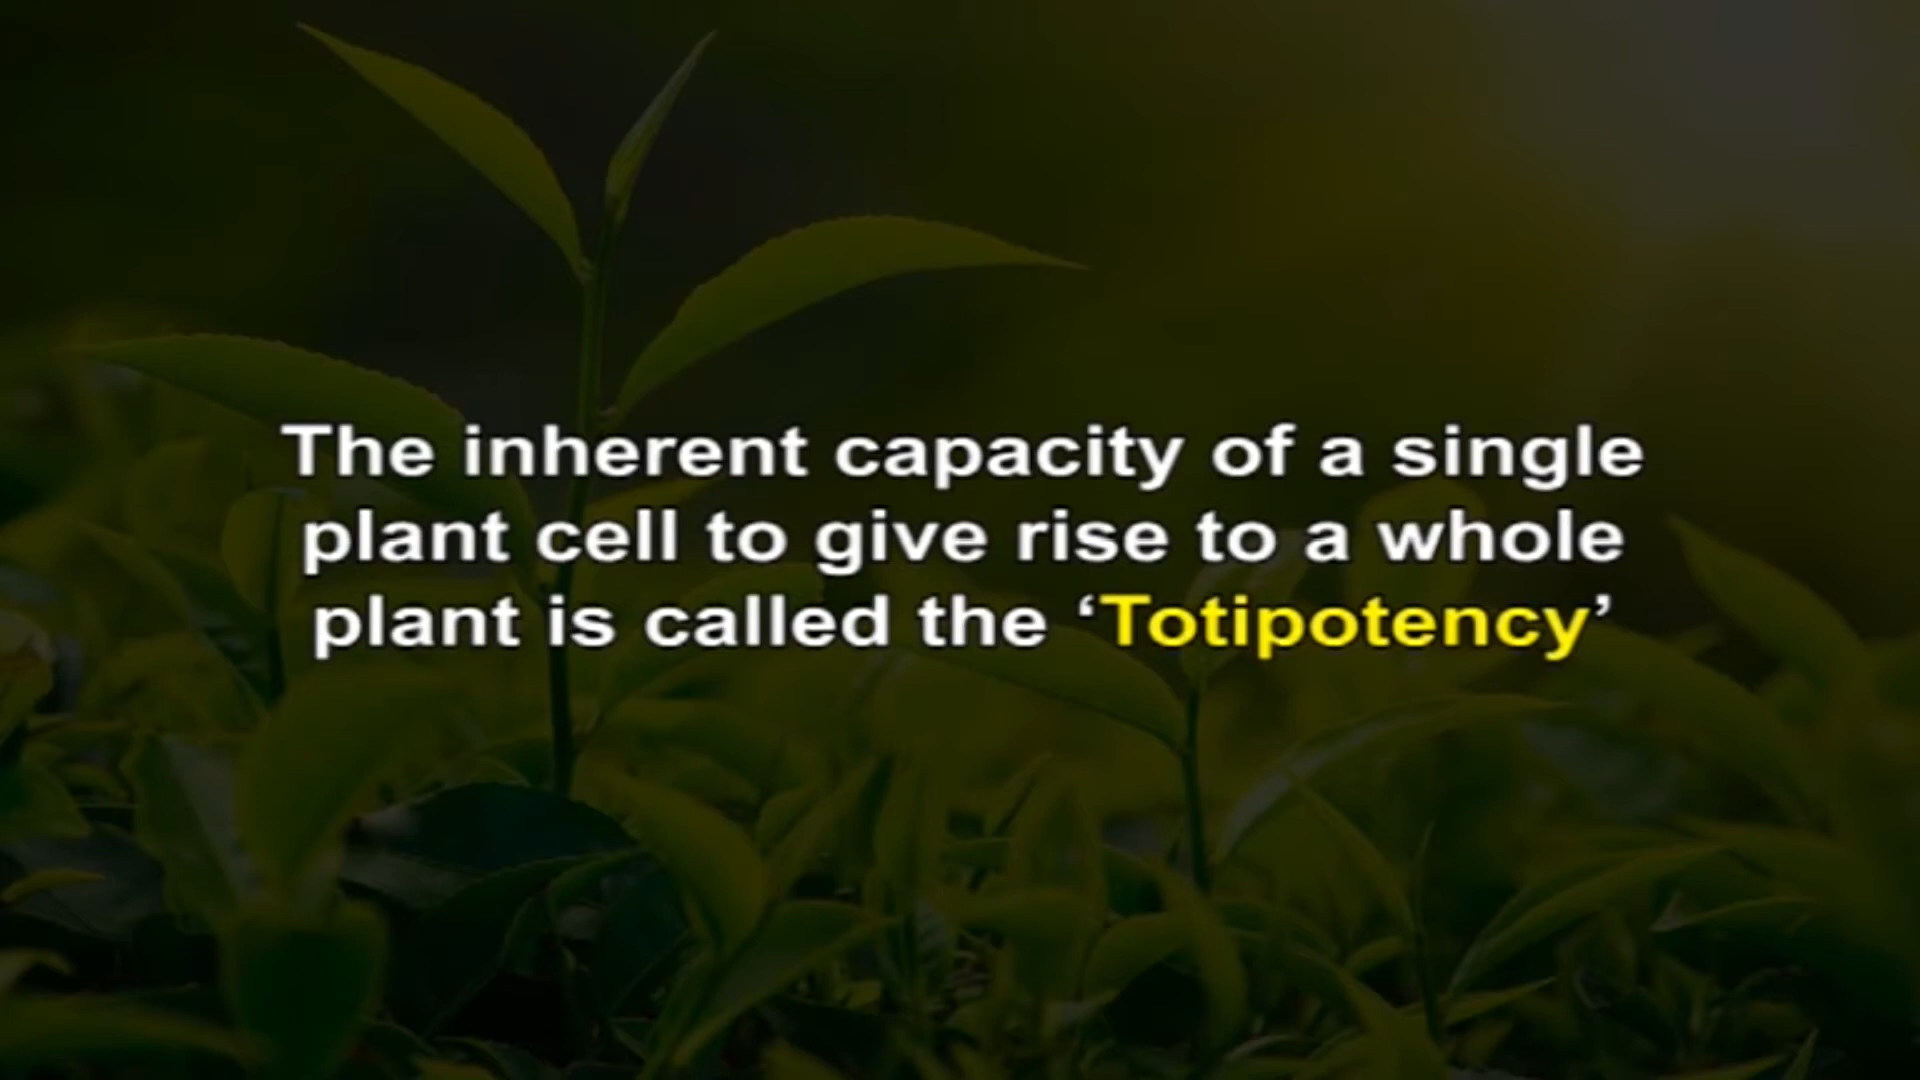 The inherent capacity of a single
plant cell to give rise to a whole
plant is called the ‘Totipotency’